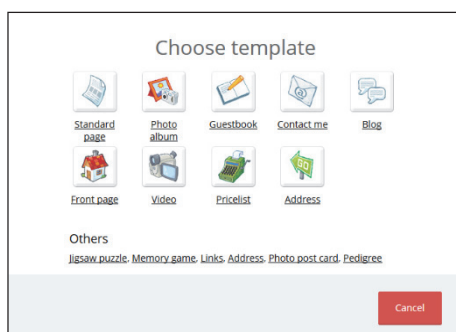 Choose template
Standard page
Photo album
Guestbook
Contact me
Blog
Front page
Video
Pricelist
GO
Address
Others
Jigsaw puzzle, Memory game, Links, Address, Photo post card, Pedigree
Cancel